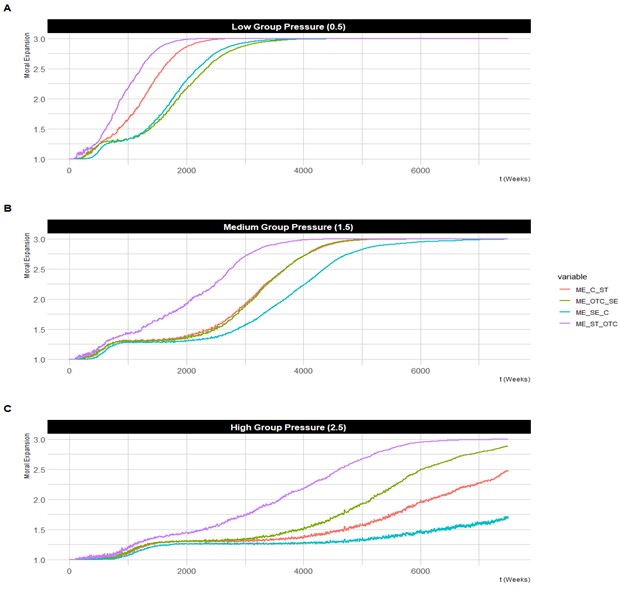 A
Low Group Pressure (0.5)
Moral Expansion
3.0
2.5
2.0
1.5
1.0
0
2000
4000
6000
t (Weeks)
B
Medium Group Pressure (1.5)
Moral Expansion
3.0
2.5
2.0
1.5
1.0
0
2000
4000
6000
t (Weeks)
variable
ME_C_ST
ME_OTC_SE
ME_SE_C
ME_ST_OTC
C
High Group Pressure (2.5)
Moral Expansion
3.0
2.5
2.0
1.5
1.0
0
2000
4000
6000
t (Weeks)